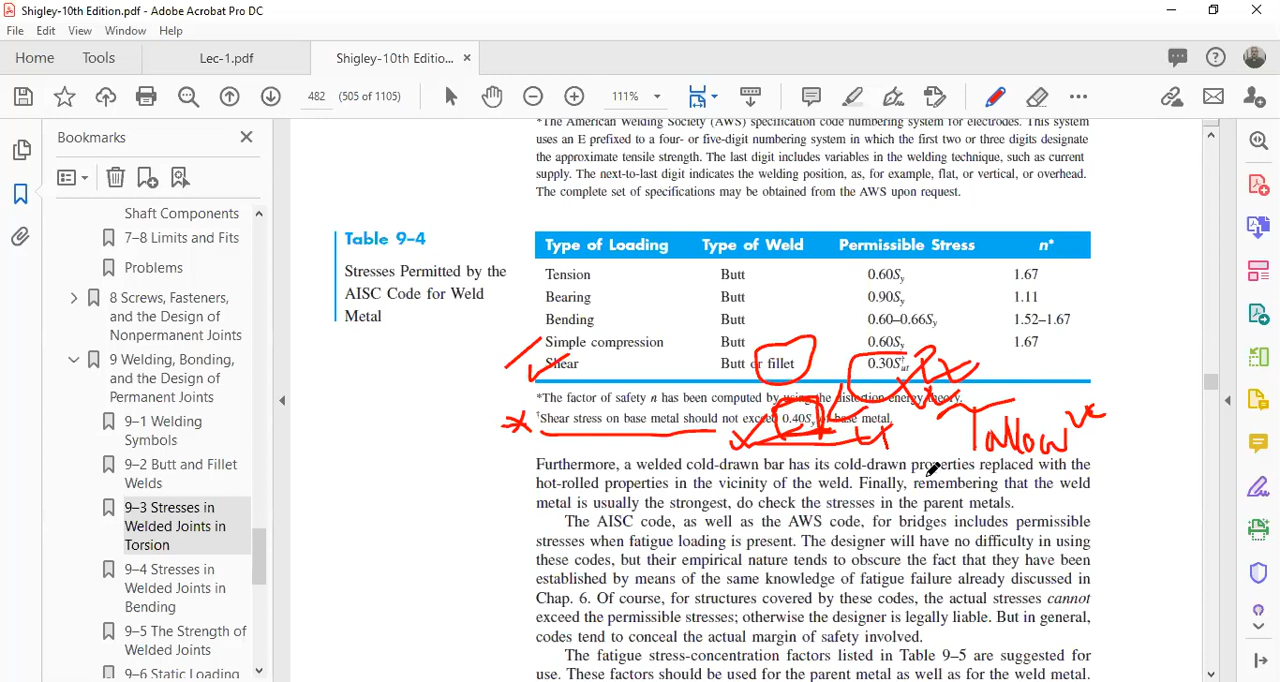 Shigley-10th Edition.pdf - Adobe Acrobat Pro DC
File Edit View Window Help
Home Tools Lec-1.pdf Shigley-10th Editio... ×
482 (505 of 1105) 111%
Bookmarks
Shaft Components
7–8 Limits and Fits
Problems
8 Screws, Fasteners,
and the Design of
Nonpermanent Joints
9 Welding, Bonding,
and the Design of
Permanent Joints
9–1 Welding
Symbols
9–2 Butt and Fillet
Welds
9–3 Stresses in
Welded Joints in
Torsion
9–4 Stresses in
Welded Joints in
Bending
9–5 The Strength of
Welded Joints
9–6 Static Loading
*The American Welding Society (AWS) specification code numbering system for electrodes. This system
uses an E prefixed to a four- or five-digit numbering system in which the first two or three digits designate
the approximate tensile strength. The last digit includes variables in the welding technique, such as current
supply. The next-to-last digit indicates the welding position, as, for example, flat, or vertical, or overhead.
The complete set of specifications may be obtained from the AWS upon request.
Table 9–4
Stresses Permitted by the
AISC Code for Weld
Metal
Type of Loading Type of Weld Permissible Stress n*
Tension Butt 0.60Sy 1.67
Bearing Butt 0.90Sy 1.11
Bending Butt 0.60–0.66Sy 1.52–1.67
Simple compression Butt 0.60Sy 1.67
Shear Butt or fillet 0.30S†ut
*The factor of safety n has been computed by using the distortion energy theory.
†Shear stress on base metal should not exceed 0.40Sy of base metal.
Furthermore, a welded cold-drawn bar has its cold-drawn properties replaced with the
hot-rolled properties in the vicinity of the weld. Finally, remembering that the weld
metal is usually the strongest, do check the stresses in the parent metals.
The AISC code, as well as the AWS code, for bridges includes permissible
stresses when fatigue loading is present. The designer will have no difficulty in using
these codes, but their empirical nature tends to obscure the fact that they have been
established by means of the same knowledge of fatigue failure already discussed in
Chap. 6. Of course, for structures covered by these codes, the actual stresses cannot
exceed the permissible stresses; otherwise the designer is legally liable. But in general,
codes tend to conceal the actual margin of safety involved.
The fatigue stress-concentration factors listed in Table 9–5 are suggested for
use. These factors should be used for the parent metal as well as for the weld metal.